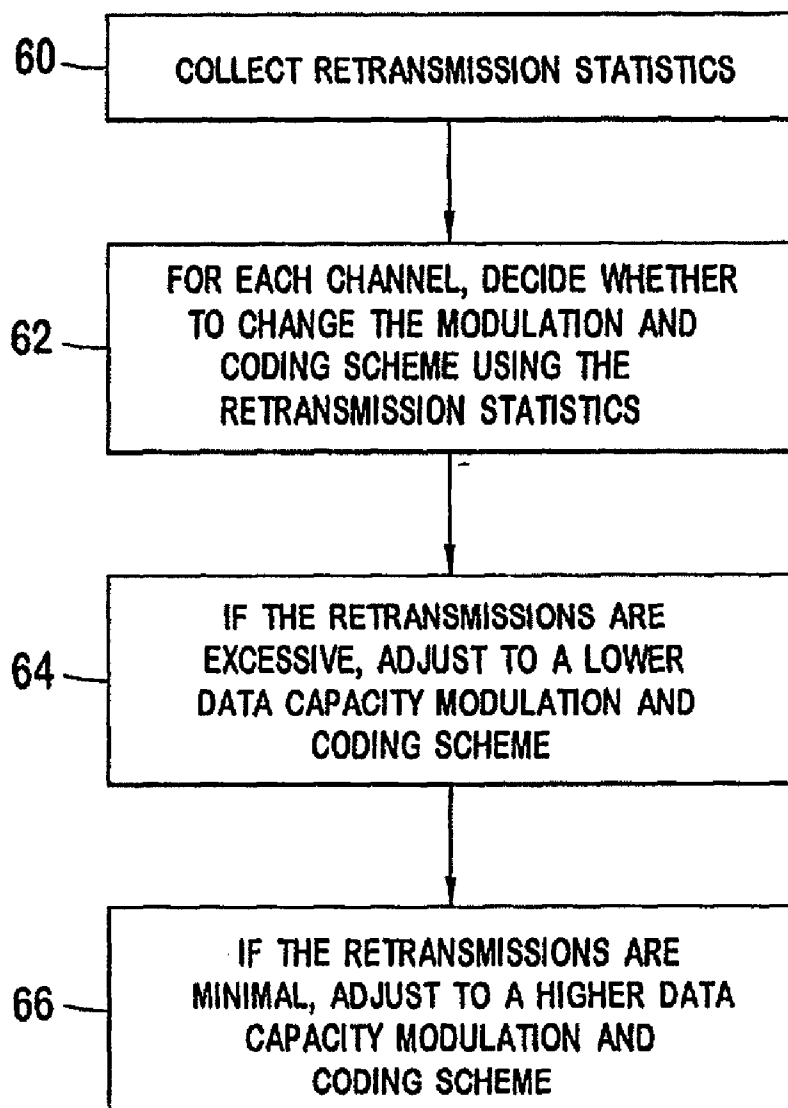 60
COLLECT RETRANSMISSION STATISTICS
62
FOR EACH CHANNEL, DECIDE WHETHER
TO CHANGE THE MODULATION AND
CODING SCHEME USING THE
RETRANSMISSION STATISTICS
64
IF THE RETRANSMISSIONS ARE
EXCESSIVE, ADJUST TO A LOWER
DATA CAPACITY MODULATION AND
CODING SCHEME
66
IF THE RETRANSMISSIONS ARE
MINIMAL, ADJUST TO A HIGHER DATA
CAPACITY MODULATION AND
CODING SCHEME